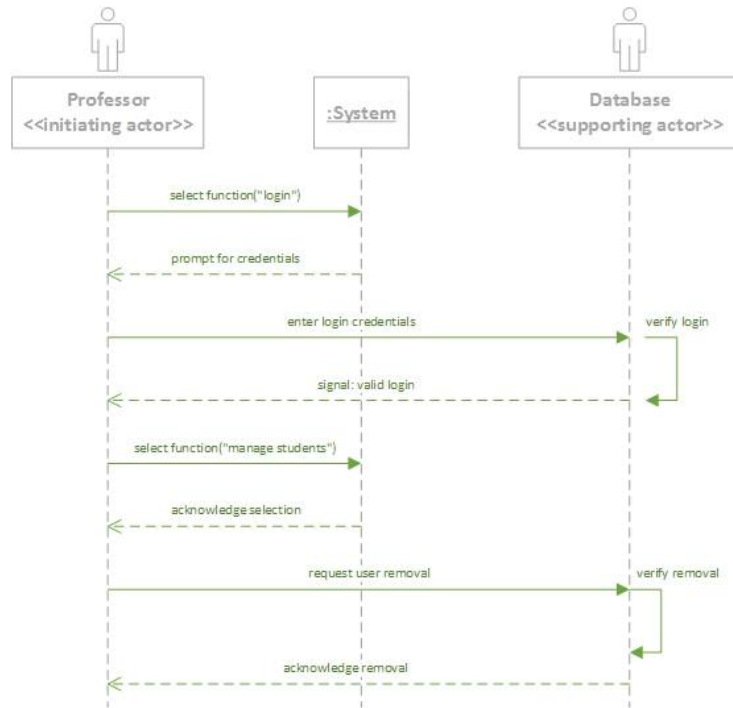 Professor
<<initiating actor>>
:System
Database
<<supporting actor>>
select function("login")
prompt for credentials
enter login credentials
verify login
signal: valid login
select function("manage students")
acknowledge selection
request user removal
verify removal
acknowledge removal